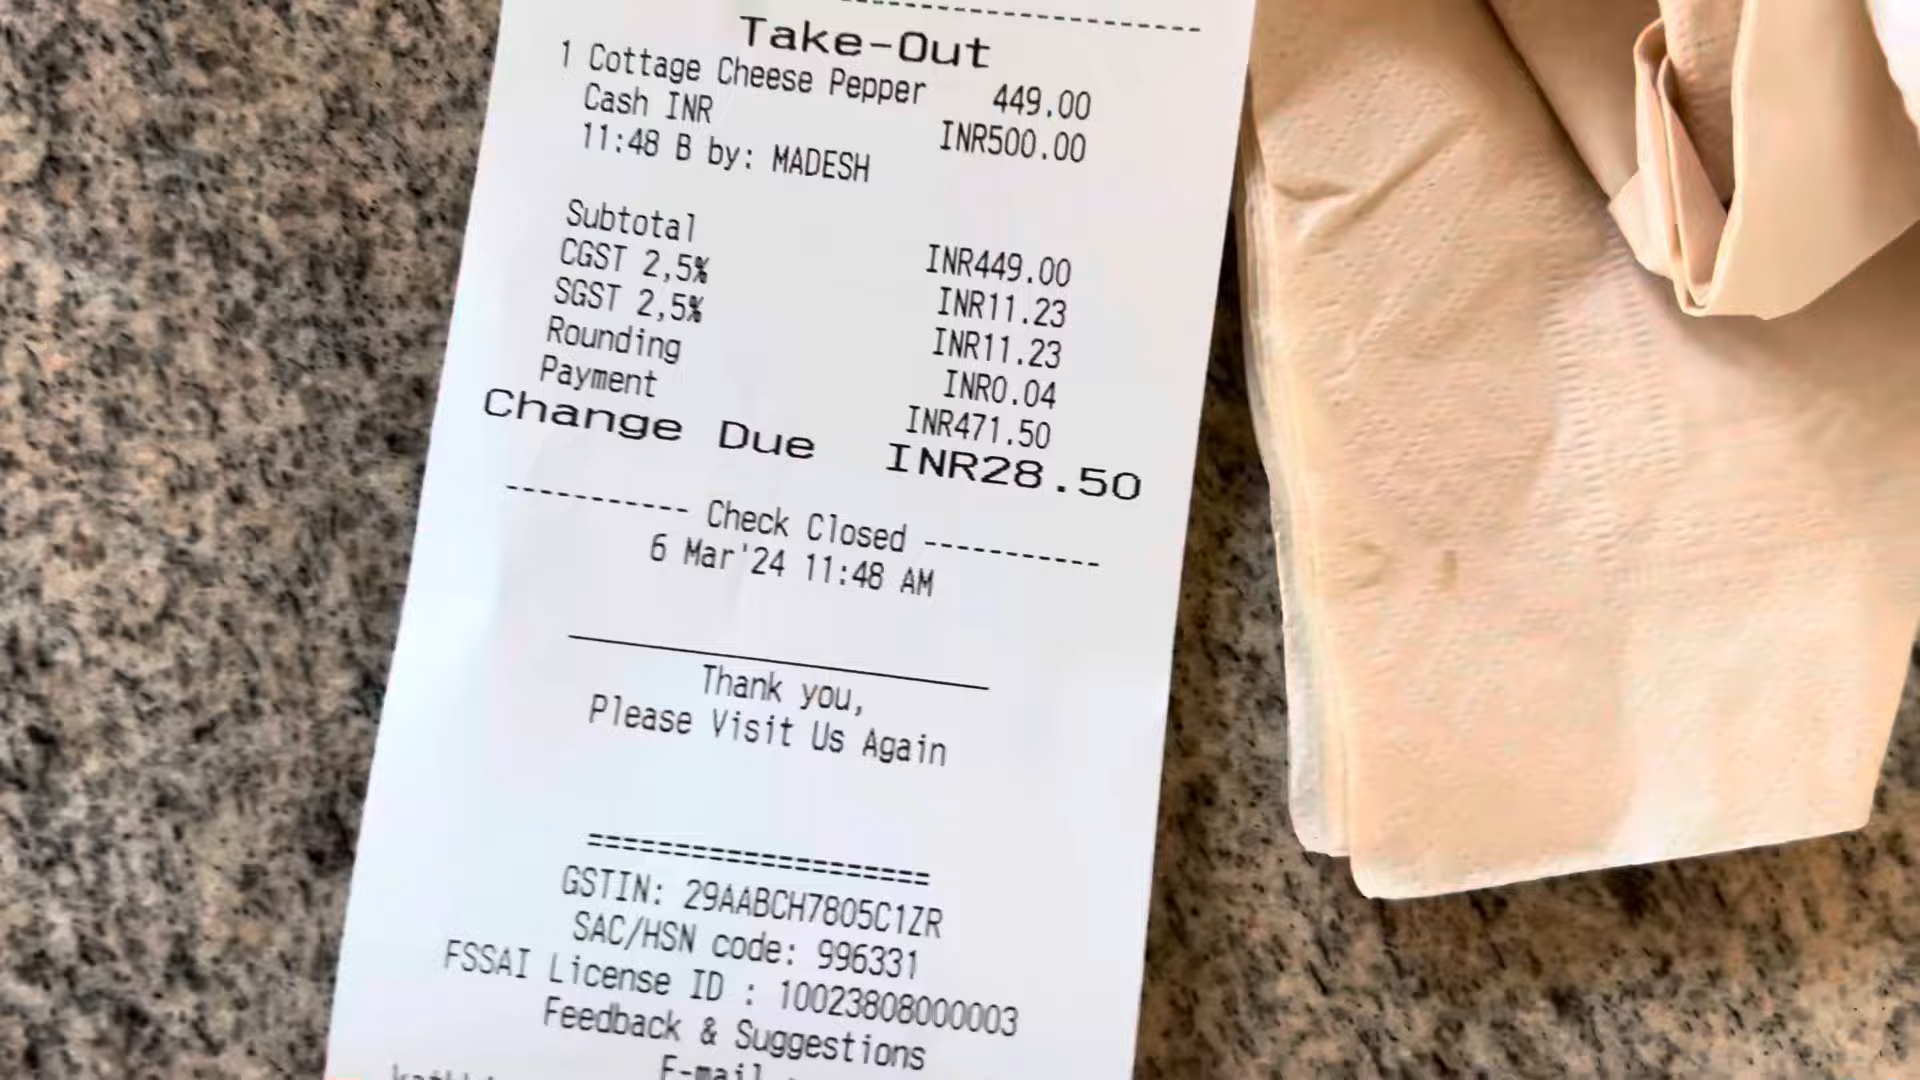 Take-Out
1 Cottage Cheese Pepper 449.00
Cash INR INR500.00
11:48 B by: MADESH
Subtotal INR449.00
CGST 2,5% INR11.23
SGST 2,5% INR11.23
Rounding INR0.04
Payment INR471.50
Change Due INR28.50
----------- Check Closed -----------
6 Mar'24 11:48 AM
Thank you,
Please Visit Us Again
====================
GSTIN: 29AABCH7805C1ZR
SAC/HSN code: 996331
FSSAI License ID : 10023808000003
Feedback & Suggestions
E-mail